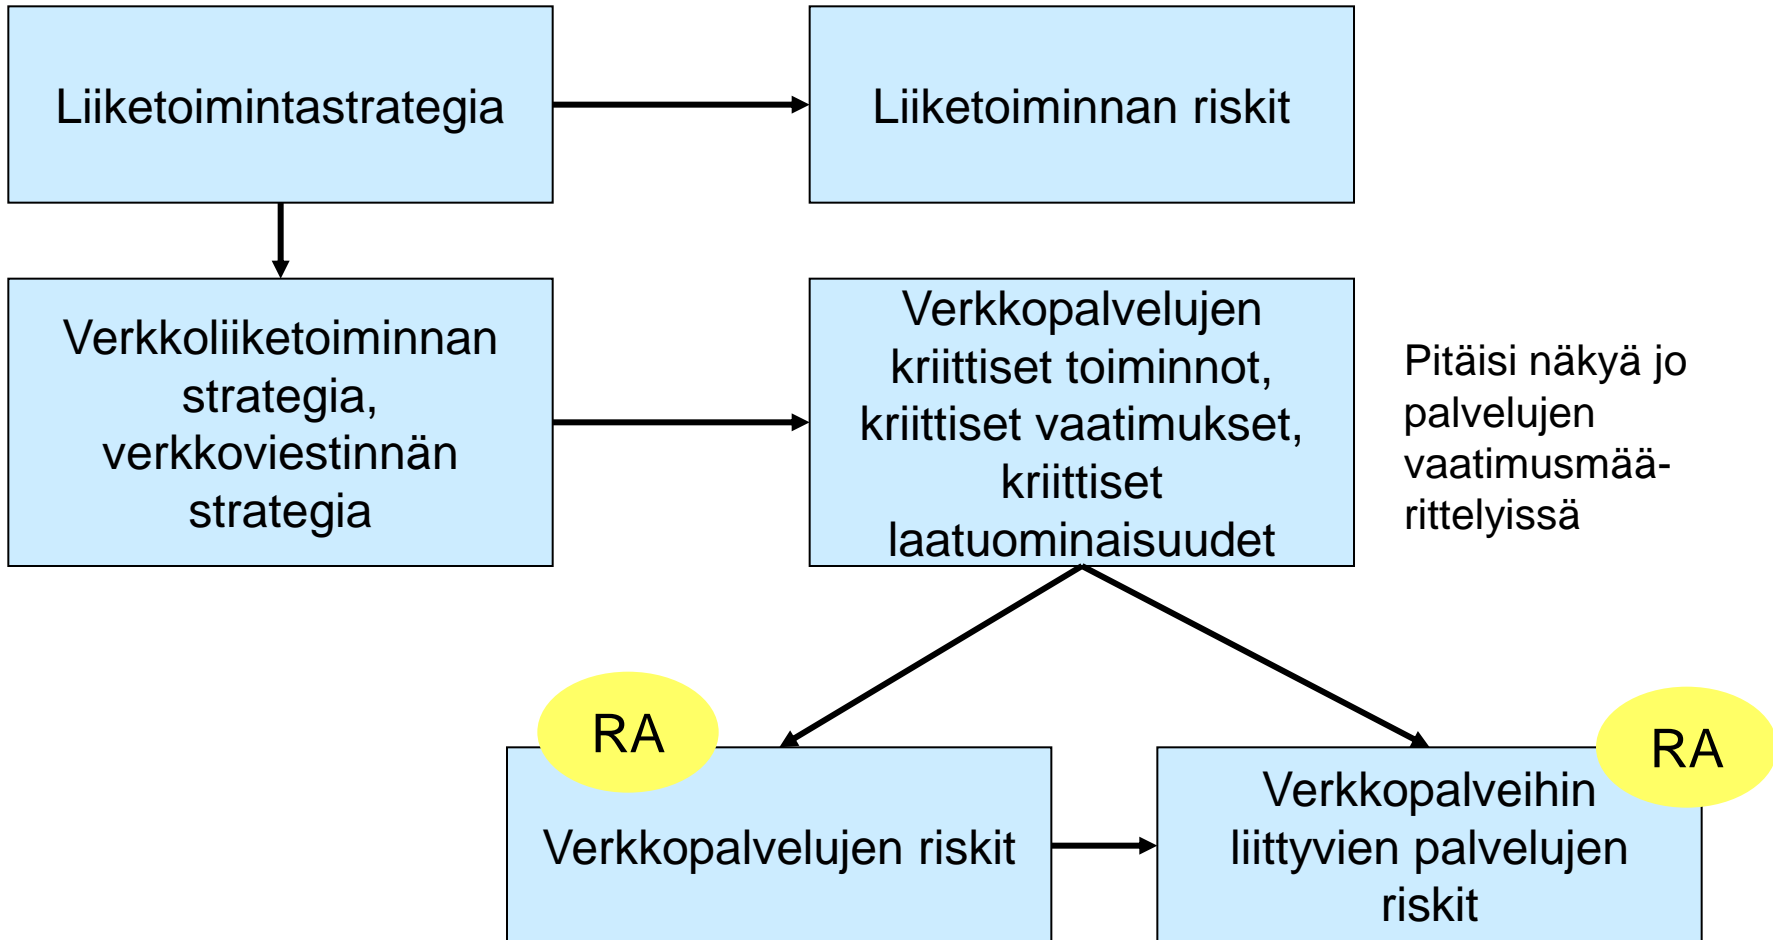 Liiketoimintastrategia
Liiketoiminnan riskit
Verkkoliiketoiminnan
strategia,
verkkoviestinnän
strategia
Verkkopalvelujen
kriittiset toiminnot,
kriittiset vaatimukset,
kriittiset
laatuominaisuudet
Pitäisi näkyä jo
palvelujen
vaatimusmää-
rittelyissä
RA
Verkkopalvelujen riskit
RA
Verkkopalveihin
liittyvien palvelujen
riskit